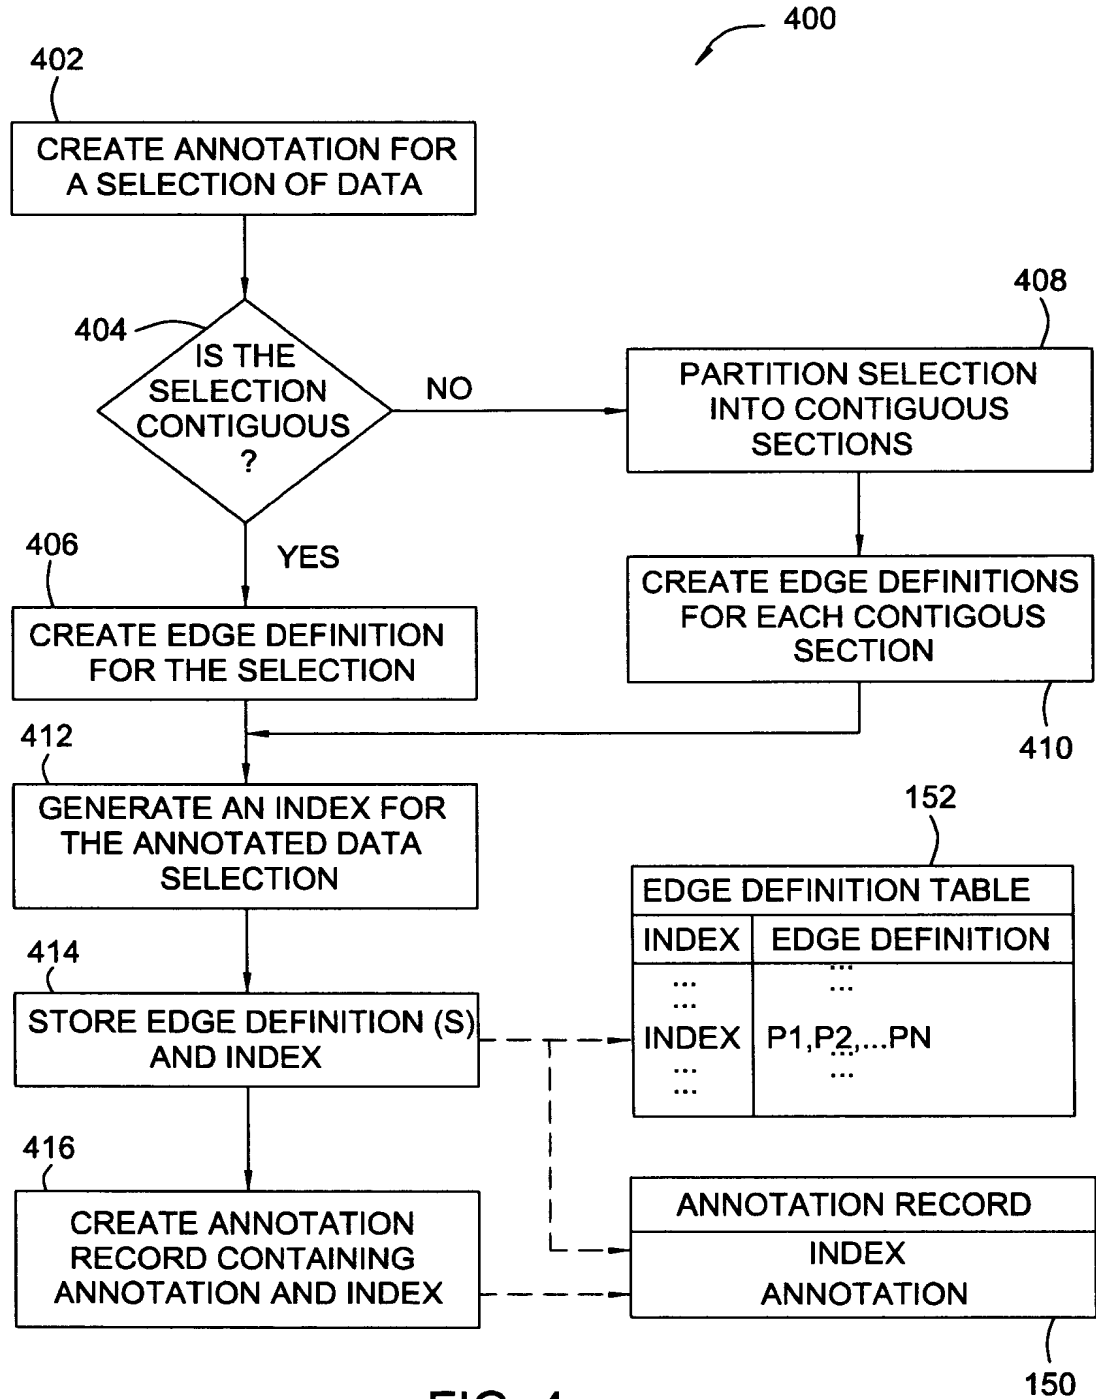 400
402
CREATE ANNOTATION FOR
A SELECTION OF DATA
404
IS THE
SELECTION
CONTIGUOUS
?
NO
408
PARTITION SELECTION
INTO CONTIGUOUS
SECTIONS
YES
406
CREATE EDGE DEFINITION
FOR THE SELECTION
CREATE EDGE DEFINITIONS
FOR EACH CONTIGOUS
SECTION
410
412
GENERATE AN INDEX FOR
THE ANNOTATED DATA
SELECTION
152
EDGE DEFINITION TABLE
INDEX EDGE DEFINITION
... ...
... ...
INDEX P1,P2,...PN
... ...
... ...
414
STORE EDGE DEFINITION (S)
AND INDEX
416
CREATE ANNOTATION
RECORD CONTAINING
ANNOTATION AND INDEX
ANNOTATION RECORD
INDEX
ANNOTATION
150
FIG. 4